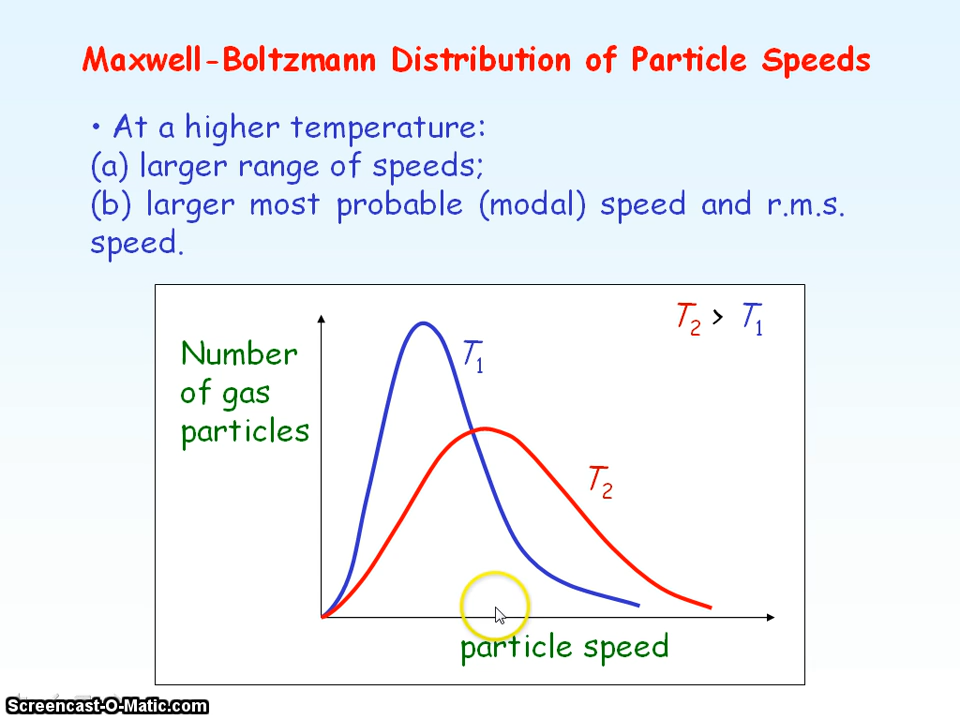 Maxwell-Boltzmann Distribution of Particle Speeds
• At a higher temperature:
(a) larger range of speeds;
(b) larger most probable (modal) speed and r.m.s.
speed.
T2 > T1
Number
of gas
particles
T1
T2
particle speed
Screencast-O-Matic.com